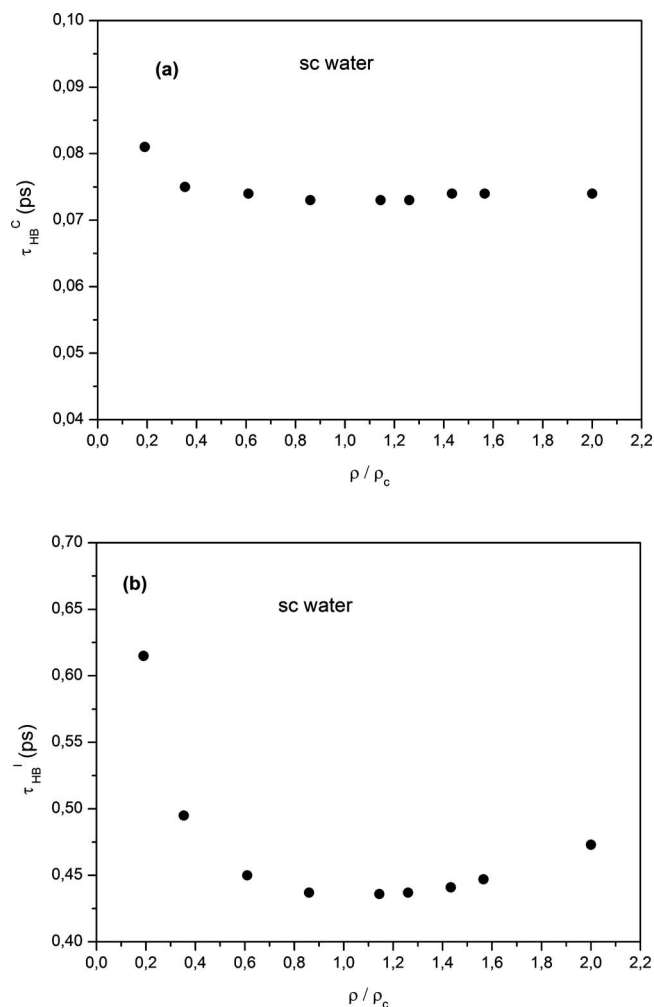 0,10
(a)
sc water
0,09
0,08
0,07
0,06
0,05
0,04
τ HB C (ps)
0,0 0,2 0,4 0,6 0,8 1,0 1,2 1,4 1,6 1,8 2,0 2,2
ρ / ρc
0,70
(b)
sc water
0,65
0,60
0,55
0,50
0,45
0,40
τ HB I (ps)
0,0 0,2 0,4 0,6 0,8 1,0 1,2 1,4 1,6 1,8 2,0 2,2
ρ / ρc